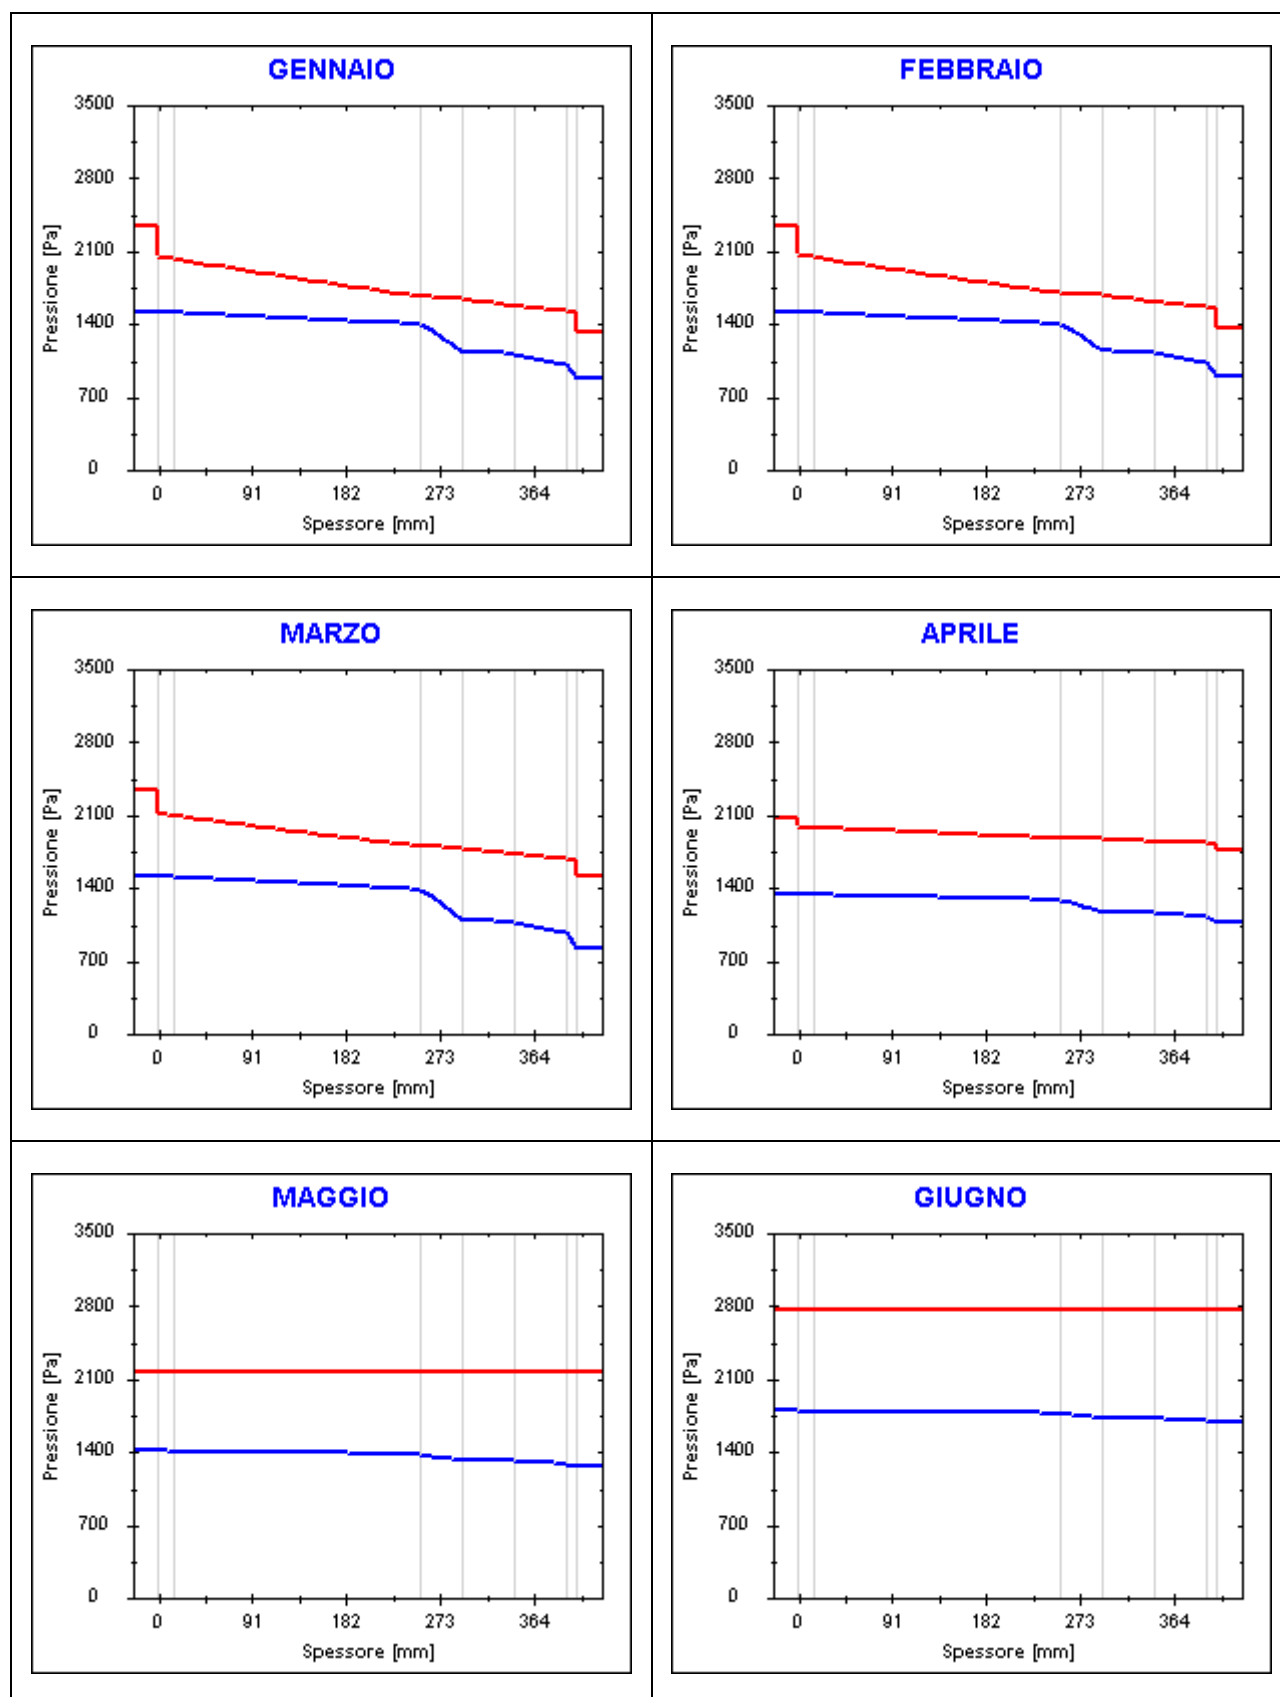 GENNAIO
3500
2800
2100
1400
700
0
Pressione [Pa]
0 91 182 273 364
Spessore [mm]
FEBBRAIO
3500
2800
2100
1400
700
0
Pressione [Pa]
0 91 182 273 364
Spessore [mm]
MARZO
3500
2800
2100
1400
700
0
Pressione [Pa]
0 91 182 273 364
Spessore [mm]
APRILE
3500
2800
2100
1400
700
0
Pressione [Pa]
0 91 182 273 364
Spessore [mm]
MAGGIO
3500
2800
2100
1400
700
0
Pressione [Pa]
0 91 182 273 364
Spessore [mm]
GIUGNO
3500
2800
2100
1400
700
0
Pressione [Pa]
0 91 182 273 364
Spessore [mm]